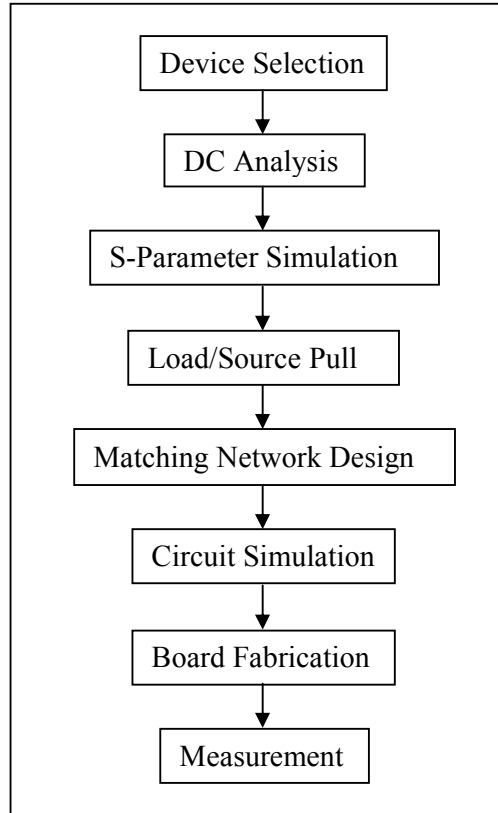 Device Selection
DC Analysis
S-Parameter Simulation
Load/Source Pull
Matching Network Design
Circuit Simulation
Board Fabrication
Measurement